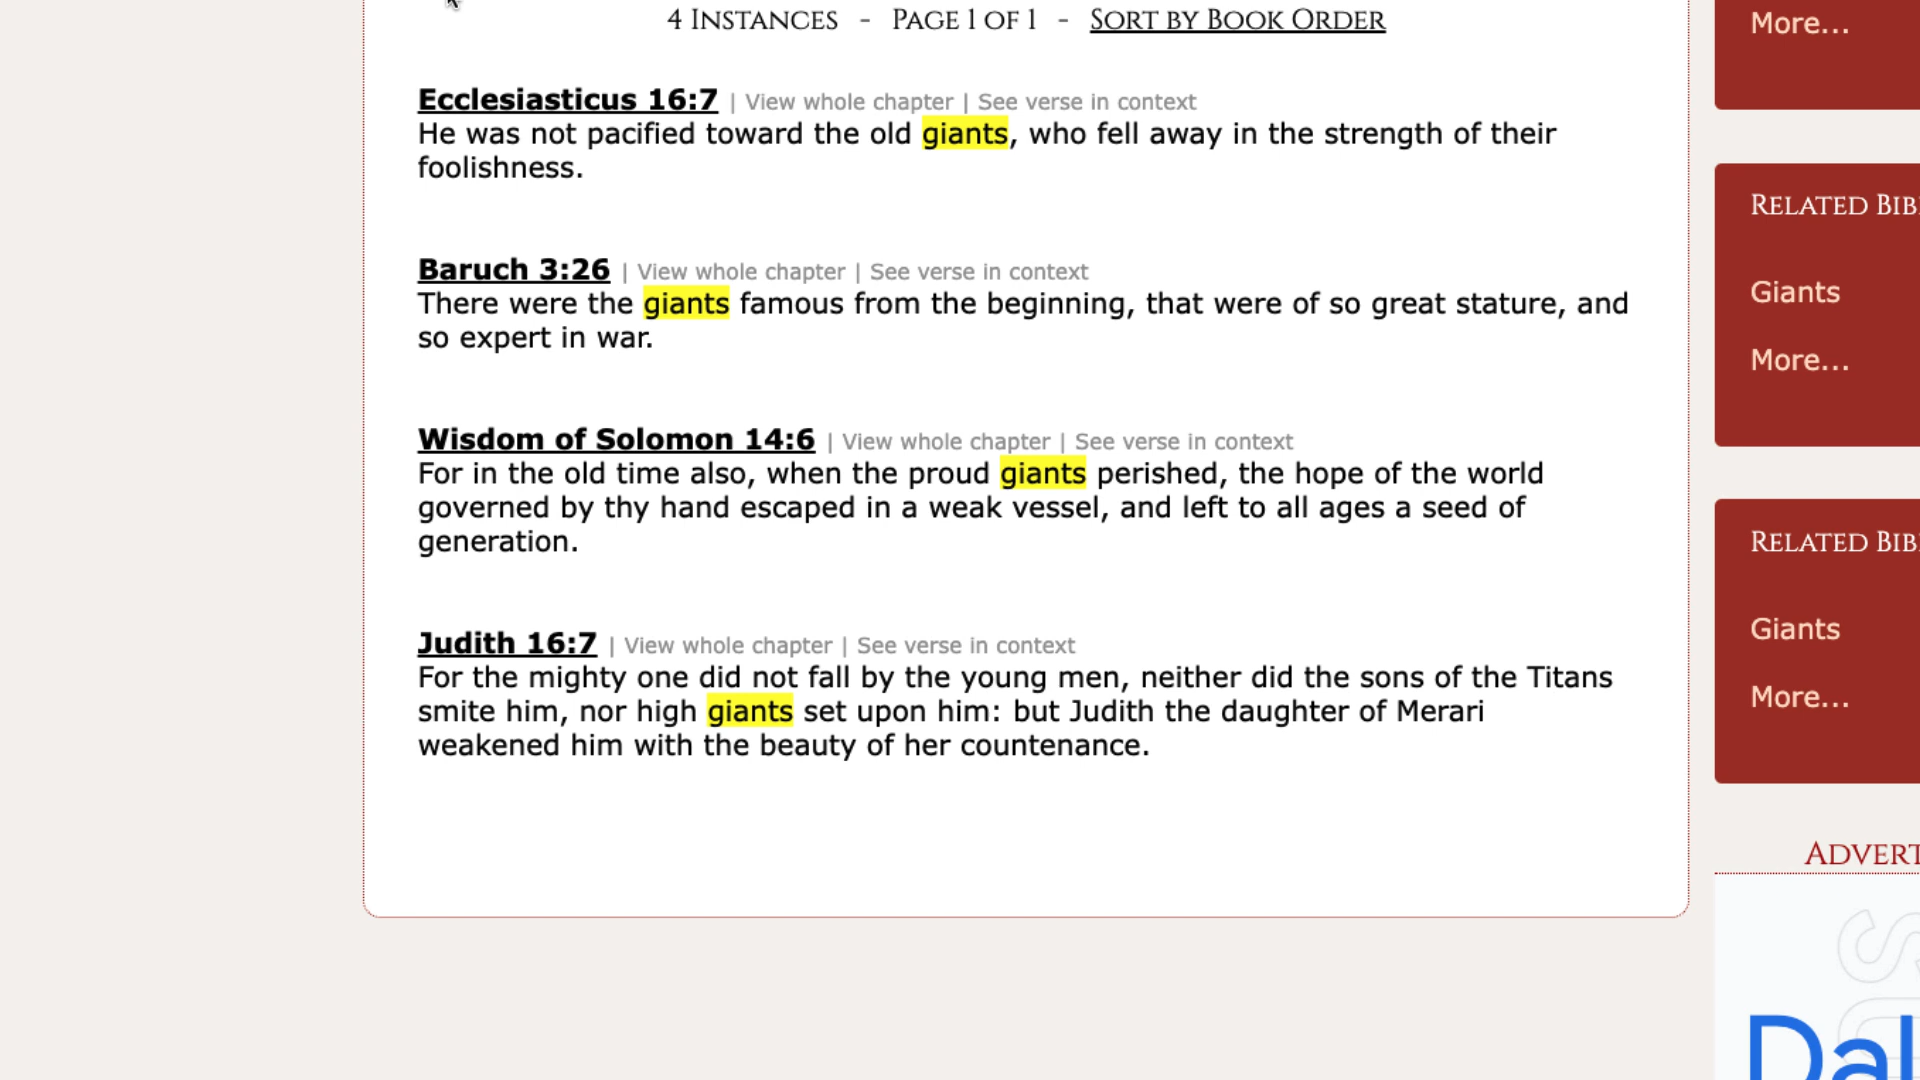 4 Instances - Page 1 of 1 - Sort by Book Order
Ecclesiasticus 16:7 | View whole chapter | See verse in context
He was not pacified toward the old giants, who fell away in the strength of their
foolishness.
Baruch 3:26 | View whole chapter | See verse in context
There were the giants famous from the beginning, that were of so great stature, and
so expert in war.
Wisdom of Solomon 14:6 | View whole chapter | See verse in context
For in the old time also, when the proud giants perished, the hope of the world
governed by thy hand escaped in a weak vessel, and left to all ages a seed of
generation.
Judith 16:7 | View whole chapter | See verse in context
For the mighty one did not fall by the young men, neither did the sons of the Titans
smite him, nor high giants set upon him: but Judith the daughter of Merari
weakened him with the beauty of her countenance.
More...
Related Bib
Giants
More...
Related Bib
Giants
More...
Advert